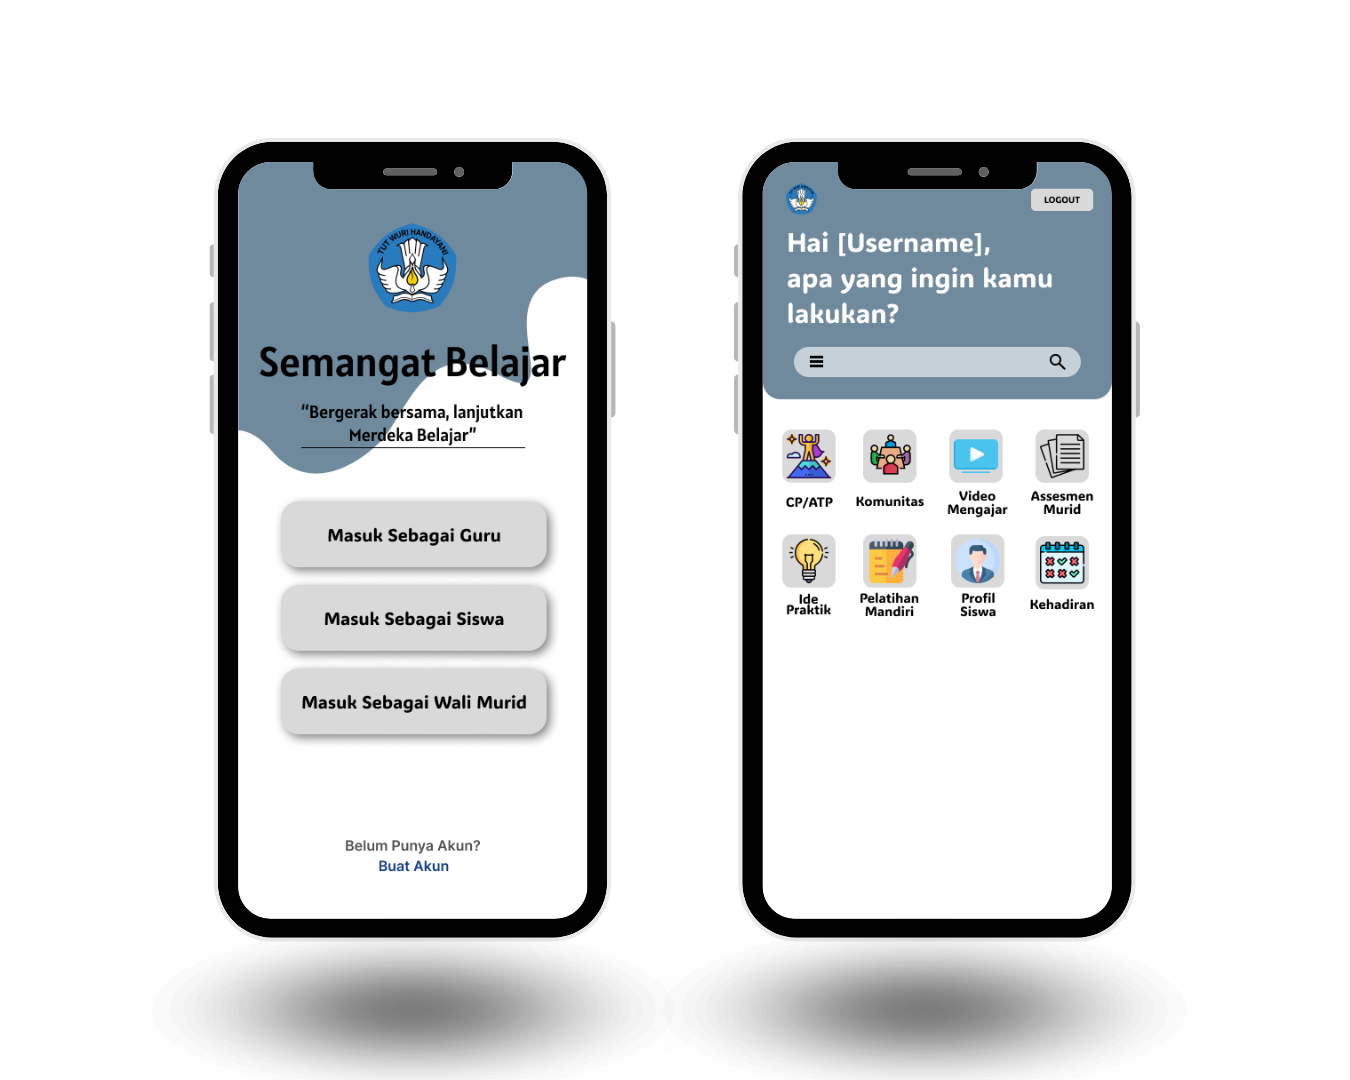 TUT WURI HANDAYANI
Semangat Belajar
“Bergerak bersama, lanjutkan
Merdeka Belajar”
Masuk Sebagai Guru
Masuk Sebagai Siswa
Masuk Sebagai Wali Murid
Belum Punya Akun?
Buat Akun
LOGOUT
Hai [Username],
apa yang ingin kamu
lakukan?
CP/ATP
Komunitas
Video
Mengajar
Assesmen
Murid
Ide
Praktik
Pelatihan
Mandiri
Profil
Siswa
Kehadiran